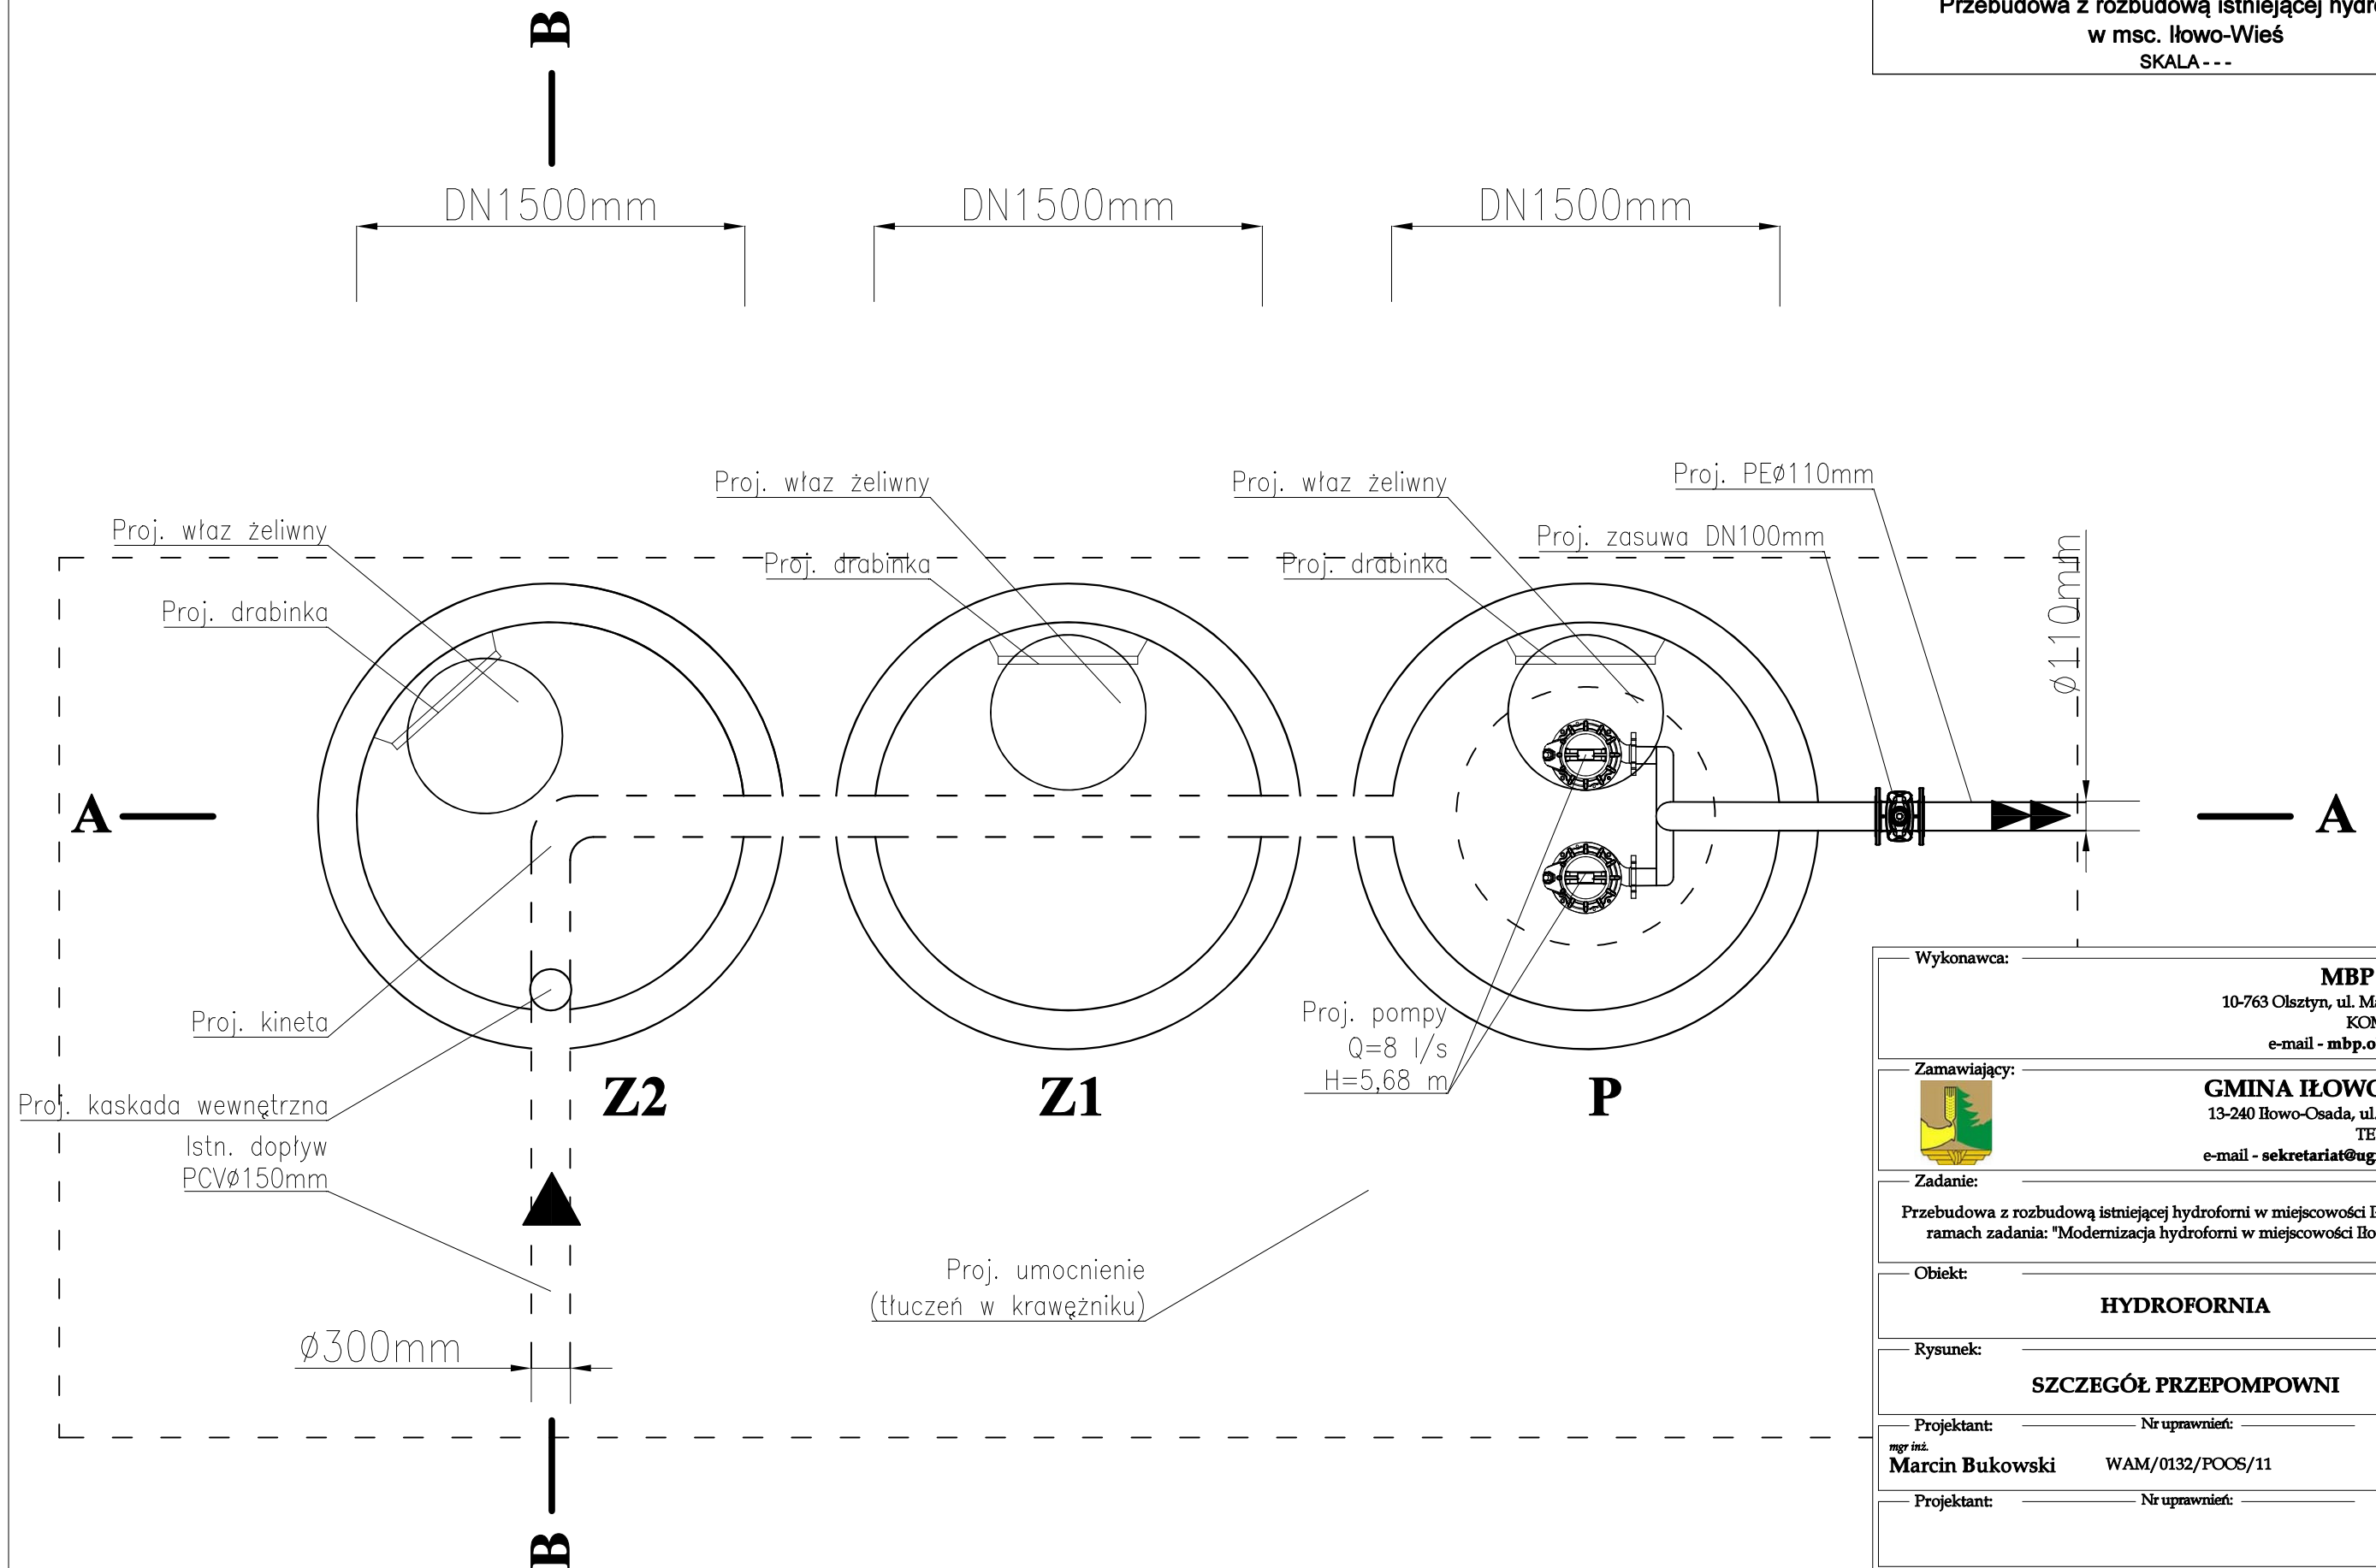 B
Przebudowa z rozbudową istniejącej hydro
w msc. Iłowo-Wieś
SKALA - - -
DN1500mm
DN1500mm
DN1500mm
Proj. właz żeliwny
Proj. właz żeliwny
Proj. PEø110mm
Proj. właz żeliwny
Proj. zasuwa DN100mm
Proj. drabinka
Proj. drabinka
Proj. drabinka
ø110mm
A
A
Proj. kineta
Proj. pompy
Q=8 l/s
H=5,68 m
Proj. kaskada wewnętrzna
Z2
Z1
P
Istn. dopływ
PCVø150mm
Proj. umocnienie
(tłuczeń w krawężniku)
ø300mm
B
Wykonawca:
MBP
10-763 Olsztyn, ul. Ma
KOM
e-mail - mbp.o
Zamawiający:
GMINA IŁOWO
13-240 Iłowo-Osada, ul.
TE
e-mail - sekretariat@ug
Zadanie:
Przebudowa z rozbudową istniejącej hydroforni w miejscowości Ił
ramach zadania: "Modernizacja hydroforni w miejscowości Iło
Obiekt:
HYDROFORNIA
Rysunek:
SZCZEGÓŁ PRZEPOMPOWNI
Projektant: Nr uprawnień:
mgr inż.
Marcin Bukowski WAM/0132/POOS/11
Projektant: Nr uprawnień: